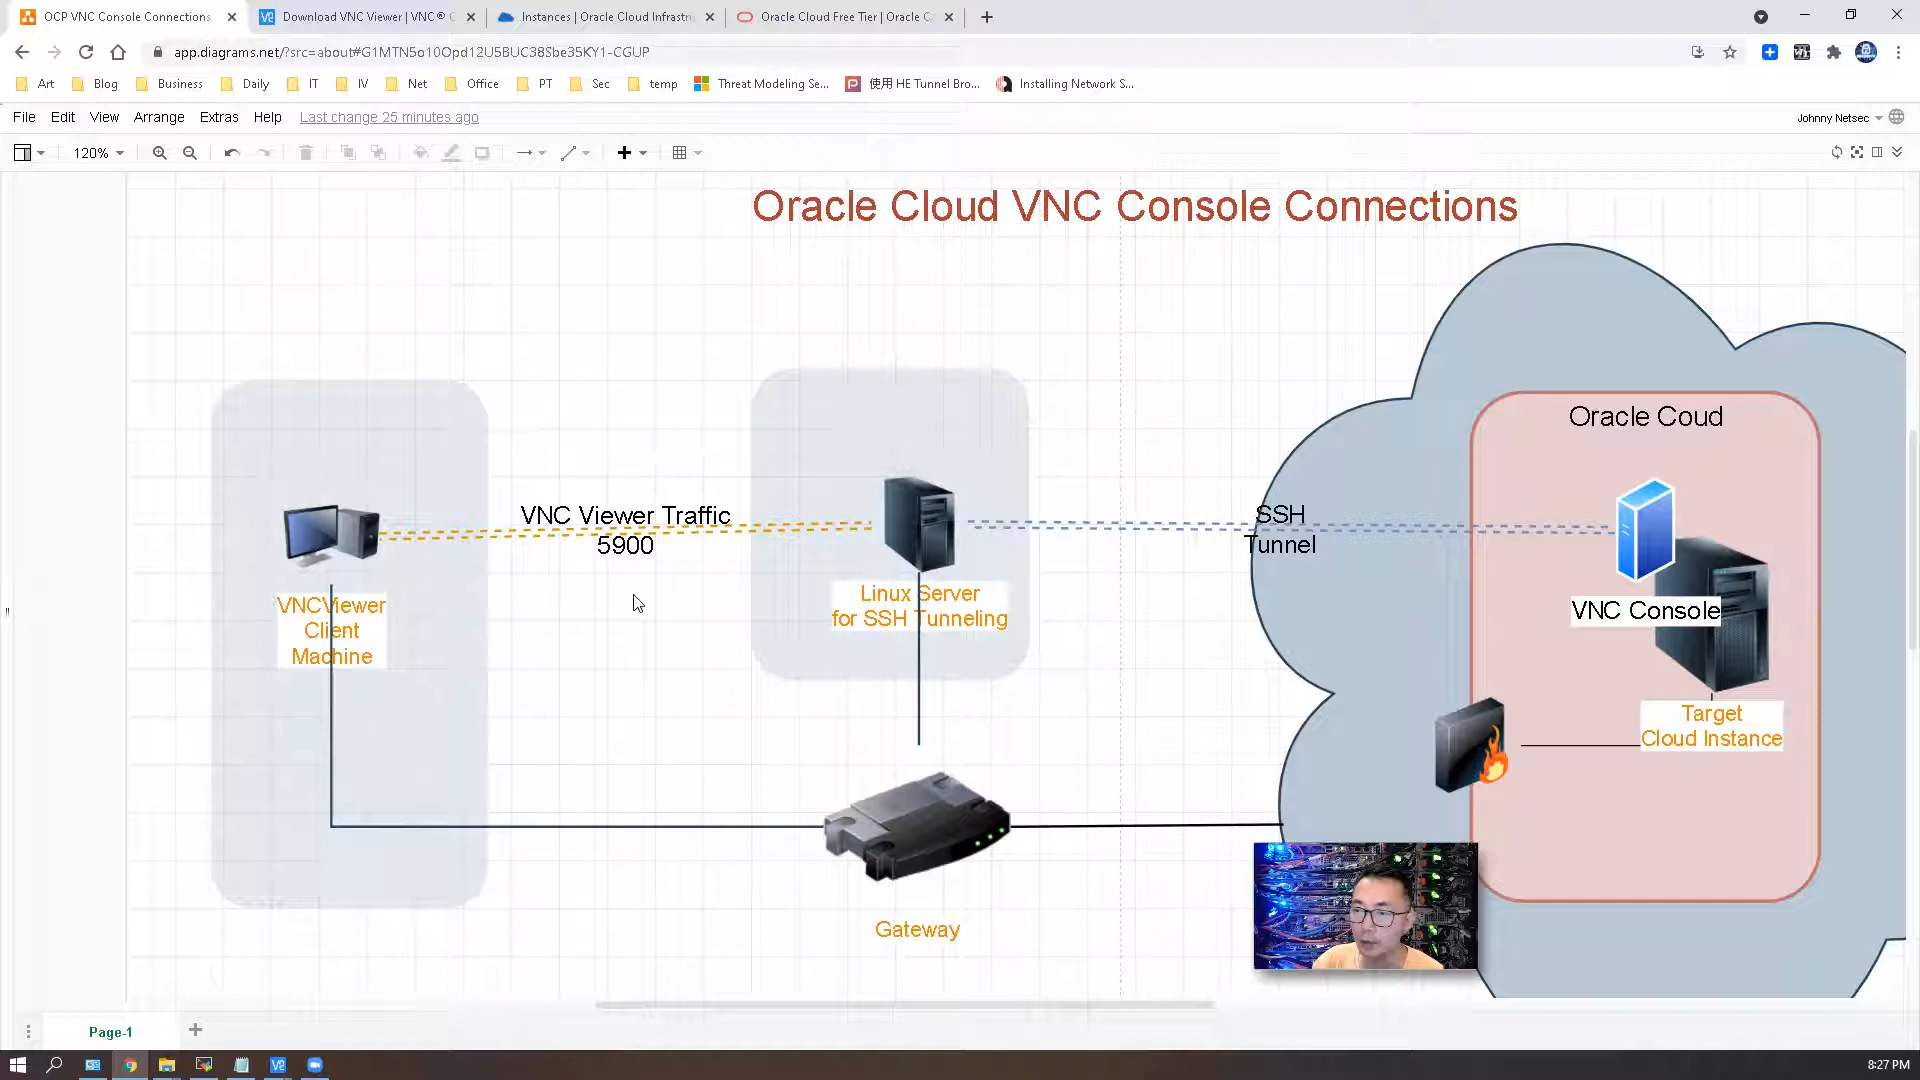 OCP VNC Console Connections
Download VNC Viewer | VNC®
Instances | Oracle Cloud Infrastr
Oracle Cloud Free Tier | Oracle C
app.diagrams.net/?src=about#G1MTN5o10Opd12U5BUC38Sbe35KY1-CGUP
Art
Blog
Business
Daily
IT
IV
Net
Office
PT
Sec
temp
Threat Modeling Se...
使用 HE Tunnel Bro...
Installing Network S...
File
Edit
View
Arrange
Extras
Help
Last change 25 minutes ago
Johnny Netsec
120%
Oracle Cloud VNC Console Connections
Oracle Coud
VNC Viewer Traffic
5900
SSH
Tunnel
VNCViewer
Client
Machine
Linux Server
for SSH Tunneling
VNC Console
Target
Cloud Instance
Gateway
Page-1
8:27 PM